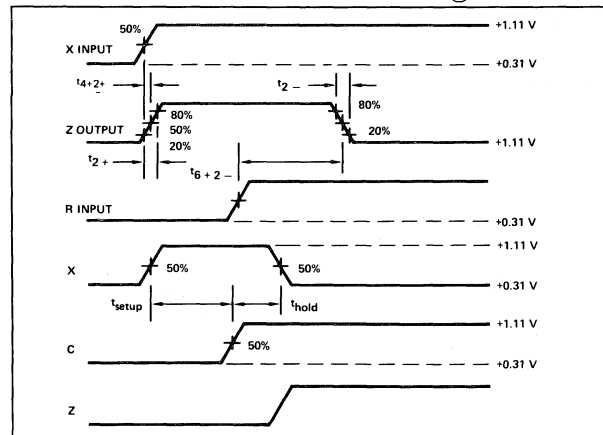 50%
+1.11 V
X INPUT
+0.31 V
t4+2+
t2 –
80%
80%
Z OUTPUT
50%
20%
20%
+1.11 V
t2 +
t6 + 2 –
R INPUT
+0.31 V
+1.11 V
X
50%
50%
+0.31 V
tsetup
thold
+1.11 V
C
50%
+0.31 V
Z